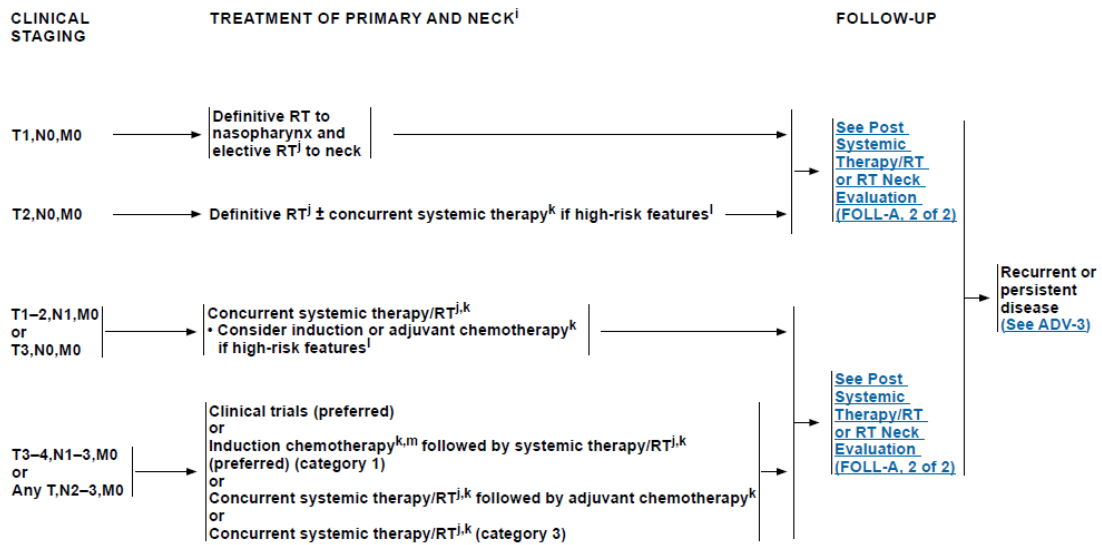 CLINICAL
STAGING
TREATMENT OF PRIMARY AND NECKⁱ
FOLLOW-UP
T1,N0,M0
Definitive RT to
nasopharynx and
elective RTʲ to neck
T2,N0,M0
Definitive RTʲ ± concurrent systemic therapyᵏ if high-risk featuresˡ
See Post
Systemic
Therapy/RT
or RT Neck
Evaluation
(FOLL-A, 2 of 2)
T1–2,N1,M0
or
T3,N0,M0
Concurrent systemic therapy/RTʲ,ᵏ
• Consider induction or adjuvant chemotherapyᵏ
if high-risk featuresˡ
T3–4,N1–3,M0
or
Any T,N2–3,M0
Clinical trials (preferred)
or
Induction chemotherapyᵏ,ᵐ followed by systemic therapy/RTʲ,ᵏ
(preferred) (category 1)
or
Concurrent systemic therapy/RTʲ,ᵏ followed by adjuvant chemotherapyᵏ
or
Concurrent systemic therapy/RTʲ,ᵏ (category 3)
See Post
Systemic
Therapy/RT
or RT Neck
Evaluation
(FOLL-A, 2 of 2)
Recurrent or
persistent
disease
(See ADV-3)